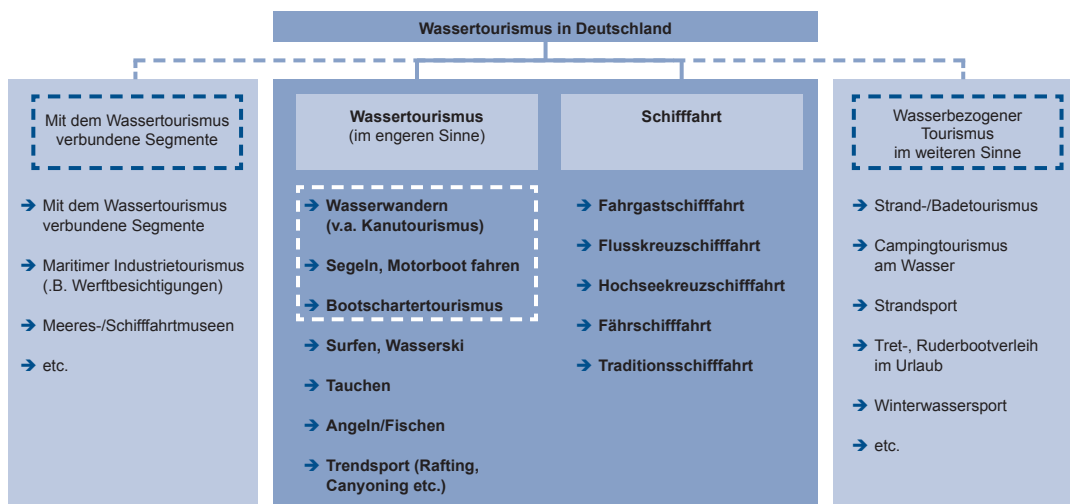 Wassertourismus in Deutschland
Mit dem Wassertourismus
verbundene Segmente
➔ Mit dem Wassertourismus
verbundene Segmente
➔ Maritimer Industrietourismus
(.B. Werftbesichtigungen)
➔ Meeres-/Schifffahrtmuseen
➔ etc.
Wassertourismus
(im engeren Sinne)
➔ Wasserwandern
(v.a. Kanutourismus)
➔ Segeln, Motorboot fahren
➔ Bootschartertourismus
➔ Surfen, Wasserski
➔ Tauchen
➔ Angeln/Fischen
➔ Trendsport (Rafting,
Canyoning etc.)
Schifffahrt
➔ Fahrgastschifffahrt
➔ Flusskreuzschifffahrt
➔ Hochseekreuzschifffahrt
➔ Fährschifffahrt
➔ Traditionsschifffahrt
Wasserbezogener
Tourismus
im weiteren Sinne
➔ Strand-/Badetourismus
➔ Campingtourismus
am Wasser
➔ Strandsport
➔ Tret-, Ruderbootverleih
im Urlaub
➔ Winterwassersport
➔ etc.